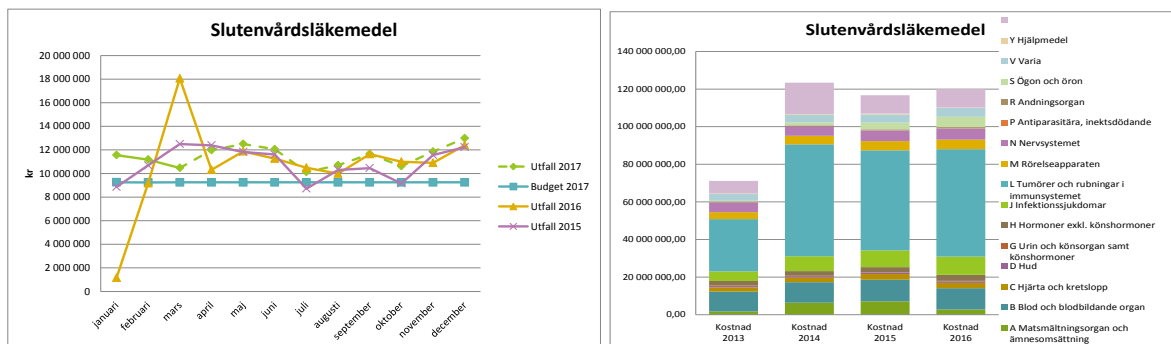 Slutenvårdsläkemedel
20 000 000
18 000 000
16 000 000
14 000 000
12 000 000
10 000 000
8 000 000
6 000 000
4 000 000
2 000 000
0
kr
januari
februari
mars
april
maj
juni
juli
augusti
september
oktober
november
december
Utfall 2017
Budget 2017
Utfall 2016
Utfall 2015
Slutenvårdsläkemedel
140 000 000,00
120 000 000,00
100 000 000,00
80 000 000,00
60 000 000,00
40 000 000,00
20 000 000,00
0,00
Kostnad
2013
Kostnad
2014
Kostnad
2015
Kostnad
2016
Y Hjälpmedel
V Varia
S Ögon och öron
R Andningsorgan
P Antiparasitära, inektsdödande
N Nervsystemet
M Rörelseapparaten
L Tumörer och rubningar i
immunsystemet
J Infektionssjukdomar
H Hormoner exkl. könshormoner
G Urin och könsorgan samt
könshormoner
D Hud
C Hjärta och kretslopp
B Blod och blodbildande organ
A Matsmältningsorgan och
ämnesomsättning